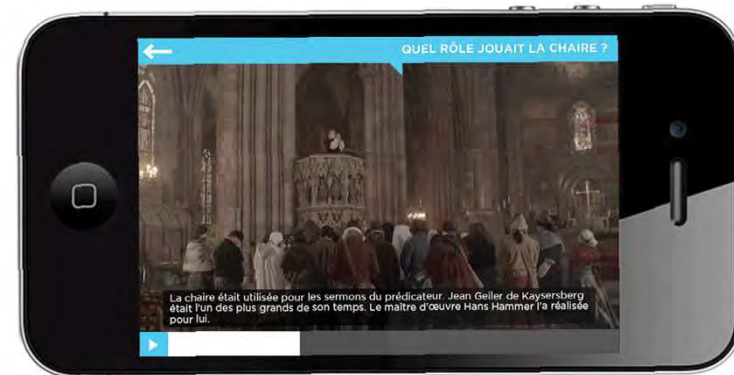 QUEL RÔLE JOUAIT LA CHAIRE ?
La chaire était utilisée pour les sermons du prédicateur. Jean Geiler de Kaysersberg
était l'un des plus grands de son temps. Le maître d'œuvre Hans Hammer l'a réalisée
pour lui.